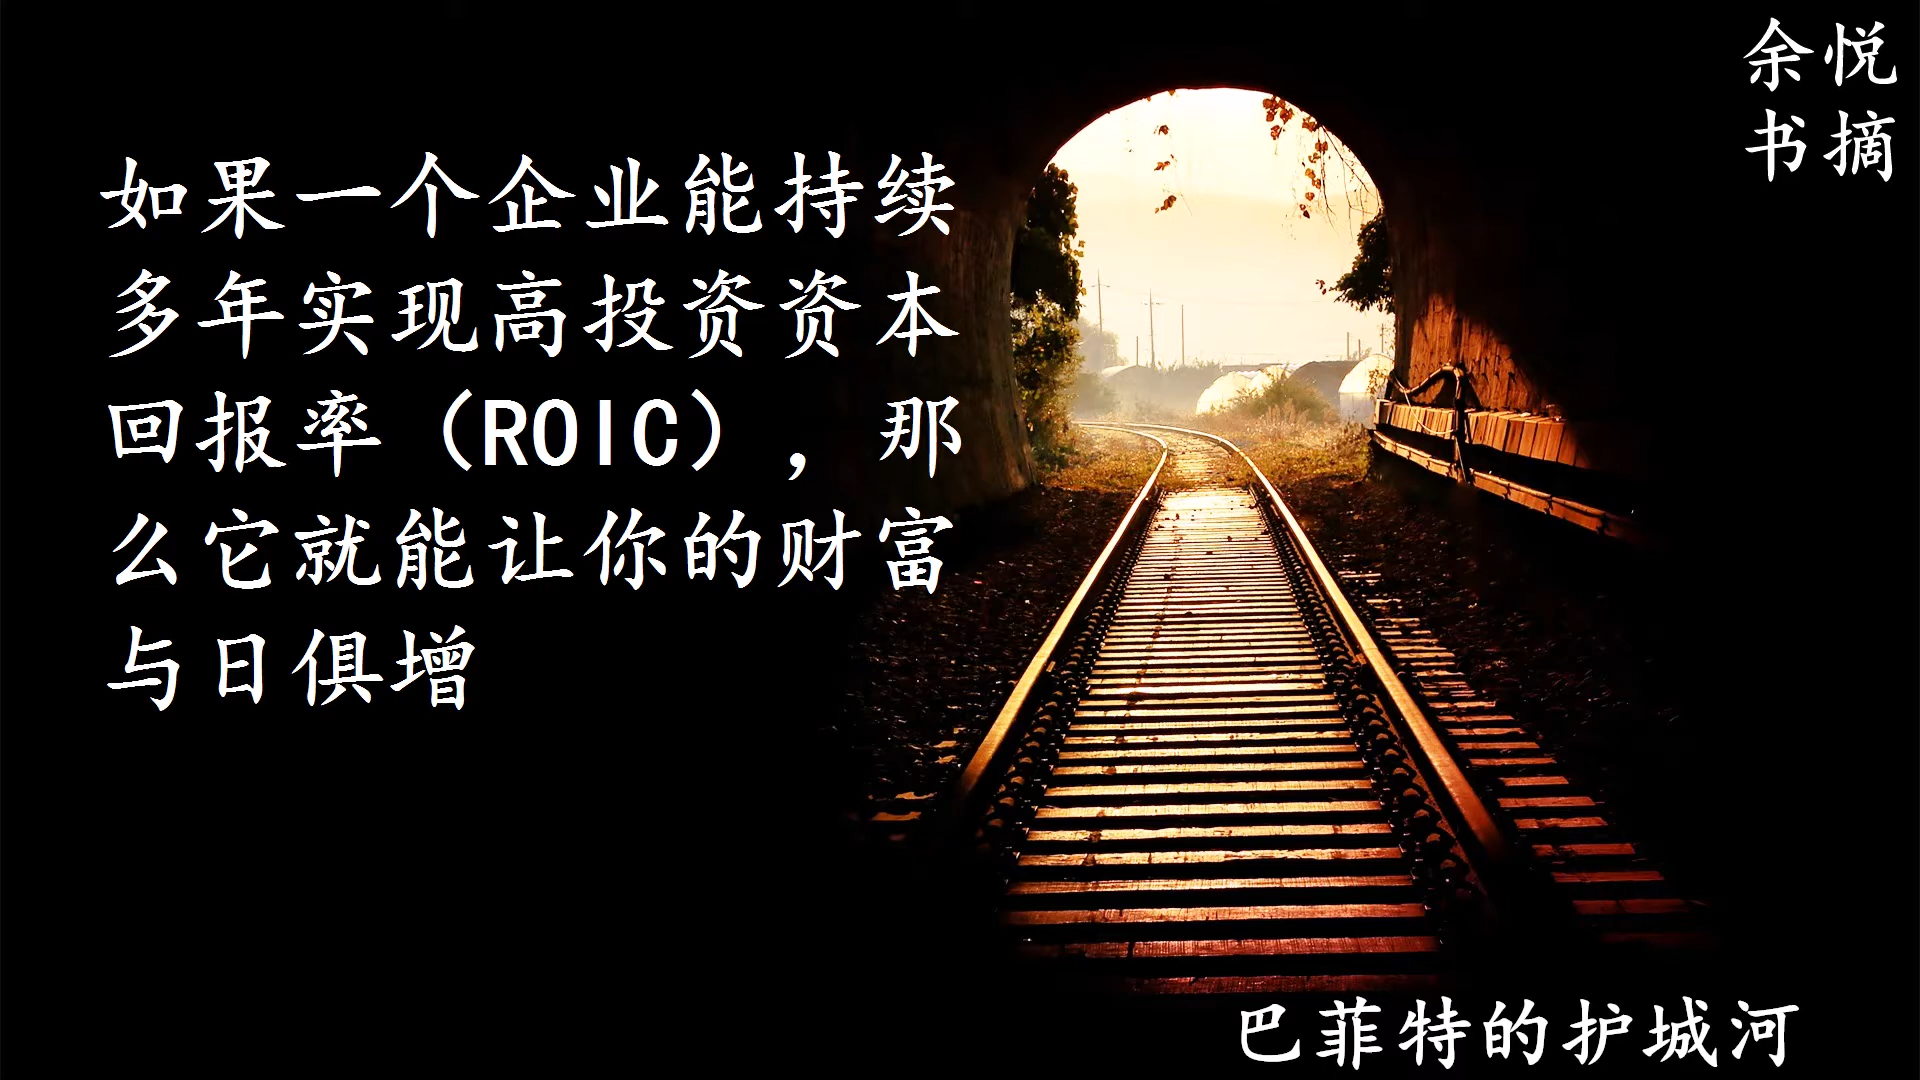 如果一个企业能持续
多年实现高投资资本
回报率（ROIC），那
么它就能让你的财富
与日俱增
余悦
书摘
巴菲特的护城河